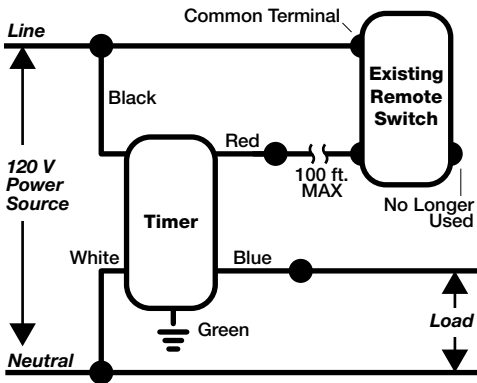 Common Terminal
Line
Existing
Remote
Switch
Black
Red
100 ft.
MAX
120 V
Power
Source
Timer
No Longer
Used
White
Blue
Load
Green
Neutral